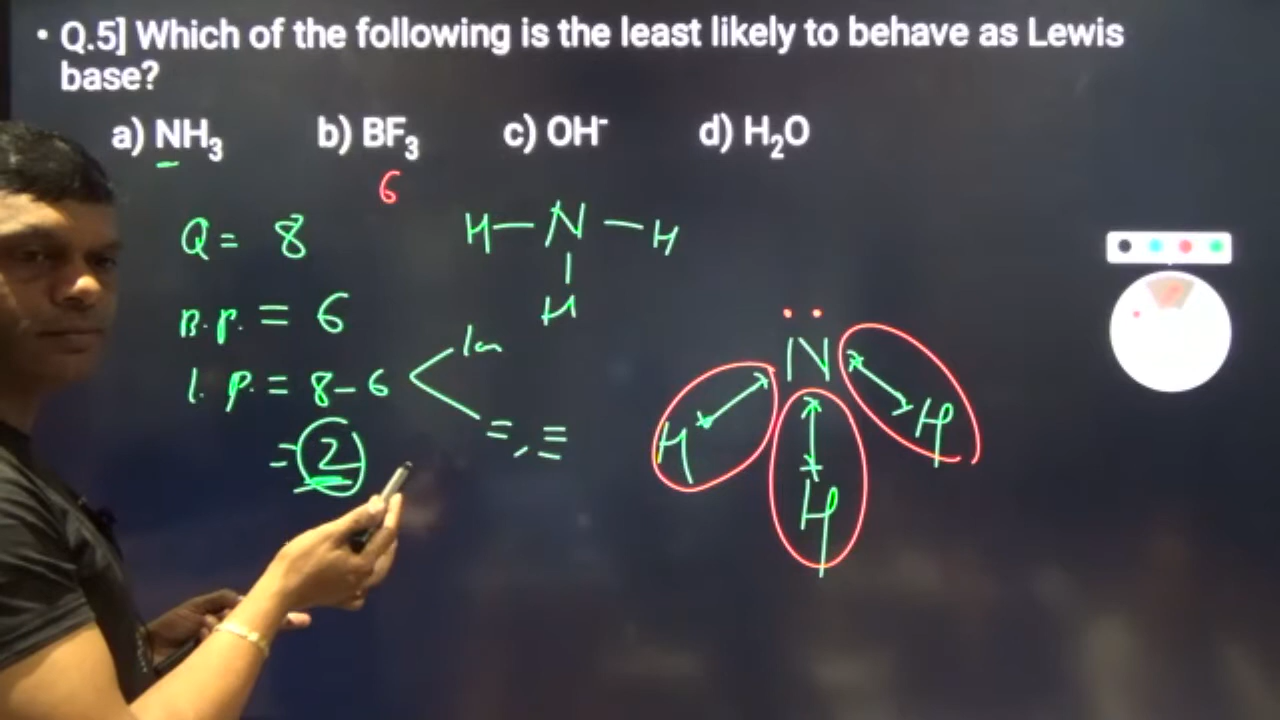 • Q.5] Which of the following is the least likely to behave as Lewis
base?
a) NH₃ b) BF₃ c) OH⁻ d) H₂O
6
Q = 8
B.P. = 6
l.p. = 8 - 6
= 2
=, ≡
H — N — H
|
H
N
H H
H